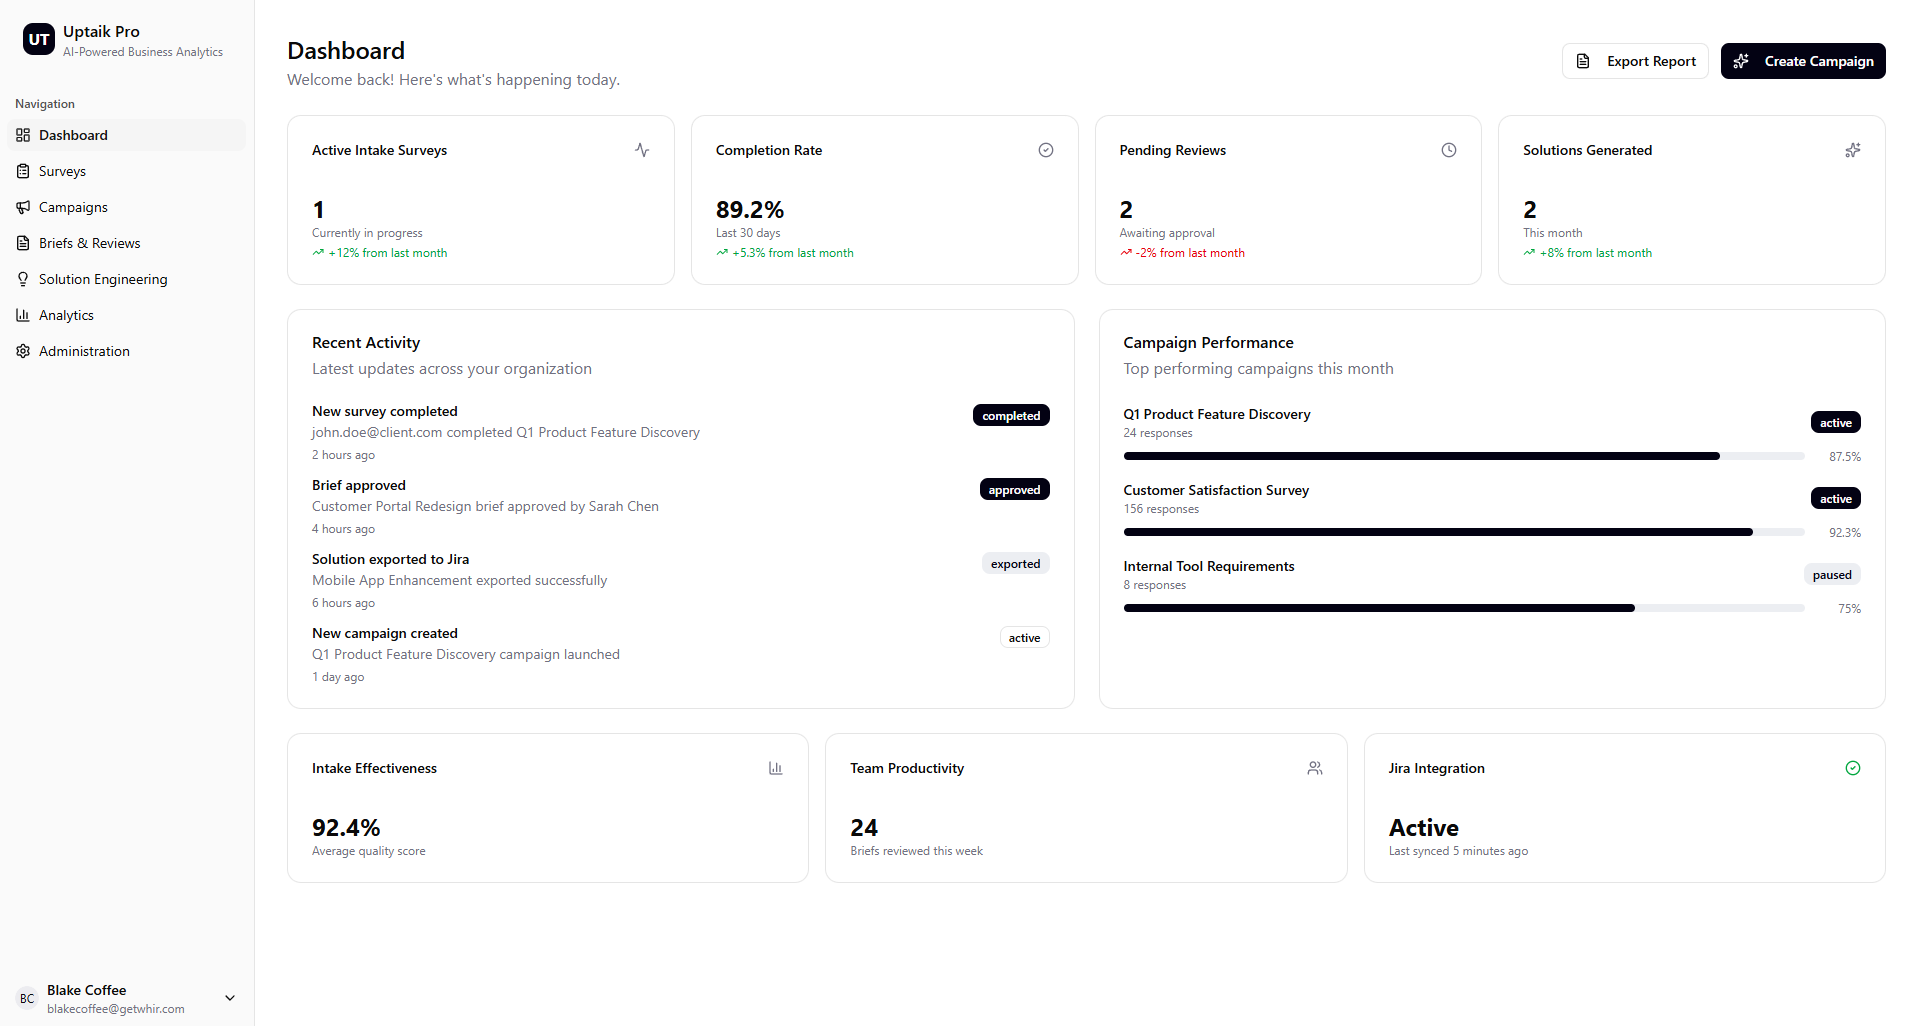 UT
Uptaik Pro
AI-Powered Business Analytics
Navigation
Dashboard
Surveys
Campaigns
Briefs & Reviews
Solution Engineering
Analytics
Administration
BC
Blake Coffee
blakecoffee@getwhir.com
Dashboard
Welcome back! Here's what's happening today.
Export Report
Create Campaign
Active Intake Surveys
1
Currently in progress
+12% from last month
Completion Rate
89.2%
Last 30 days
+5.3% from last month
Pending Reviews
2
Awaiting approval
-2% from last month
Solutions Generated
2
This month
+8% from last month
Recent Activity
Latest updates across your organization
New survey completed
completed
john.doe@client.com completed Q1 Product Feature Discovery
2 hours ago
Brief approved
approved
Customer Portal Redesign brief approved by Sarah Chen
4 hours ago
Solution exported to Jira
exported
Mobile App Enhancement exported successfully
6 hours ago
New campaign created
active
Q1 Product Feature Discovery campaign launched
1 day ago
Campaign Performance
Top performing campaigns this month
Q1 Product Feature Discovery
24 responses
active
87.5%
Customer Satisfaction Survey
156 responses
active
92.3%
Internal Tool Requirements
8 responses
paused
75%
Intake Effectiveness
92.4%
Average quality score
Team Productivity
24
Briefs reviewed this week
Jira Integration
Active
Last synced 5 minutes ago